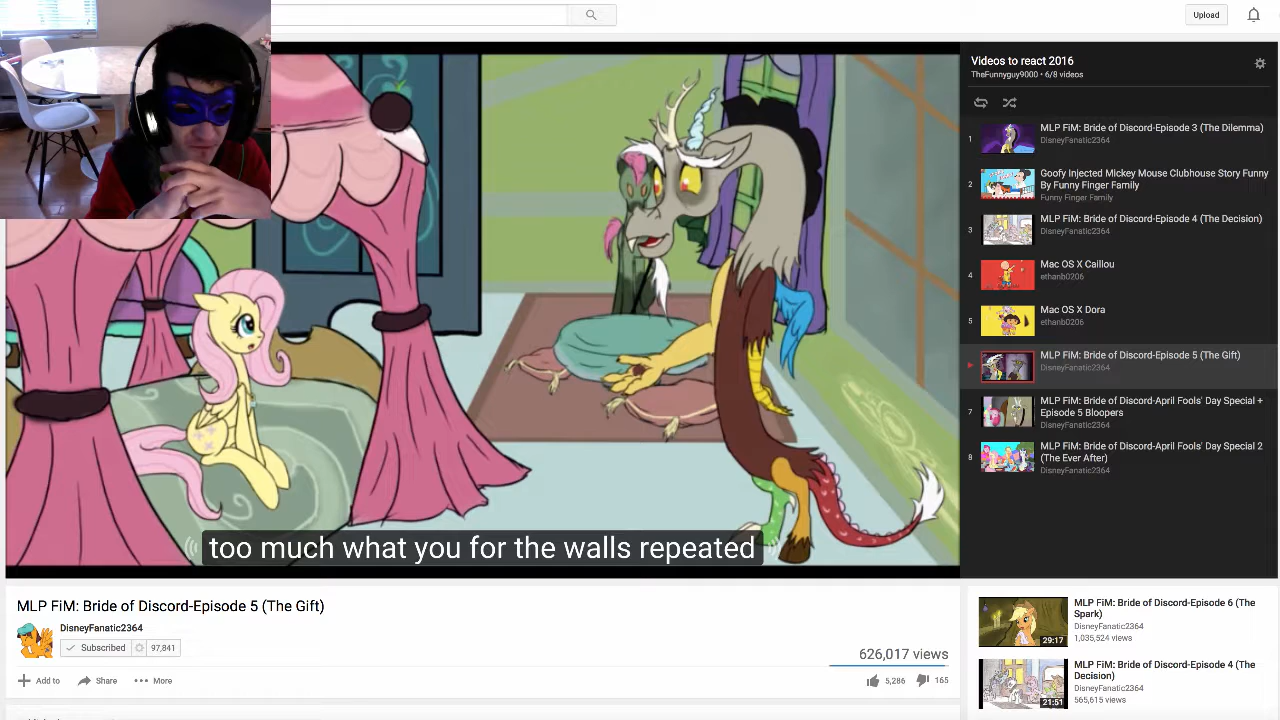 Upload
too much what you for the walls repeated
Videos to react 2016
TheFunnyguy9000 • 6/8 videos
1
MLP FiM: Bride of Discord-Episode 3 (The Dilemma)
DisneyFanatic2364
2
Goofy Injected Mickey Mouse Clubhouse Story Funny
By Funny Finger Family
Funny Finger Family
3
MLP FiM: Bride of Discord-Episode 4 (The Decision)
DisneyFanatic2364
4
Mac OS X Caillou
ethanb0206
5
Mac OS X Dora
ethanb0206
MLP FiM: Bride of Discord-Episode 5 (The Gift)
DisneyFanatic2364
7
MLP FiM: Bride of Discord-April Fools' Day Special +
Episode 5 Bloopers
DisneyFanatic2364
8
MLP FiM: Bride of Discord-April Fools' Day Special 2
(The Ever After)
DisneyFanatic2364
MLP FiM: Bride of Discord-Episode 5 (The Gift)
DisneyFanatic2364
Subscribed
97,841
626,017 views
Add to
Share
More
5,286
165
MLP FiM: Bride of Discord-Episode 6 (The
Spark)
DisneyFanatic2364
1,035,524 views
29:17
MLP FiM: Bride of Discord-Episode 4 (The
Decision)
DisneyFanatic2364
565,615 views
21:51